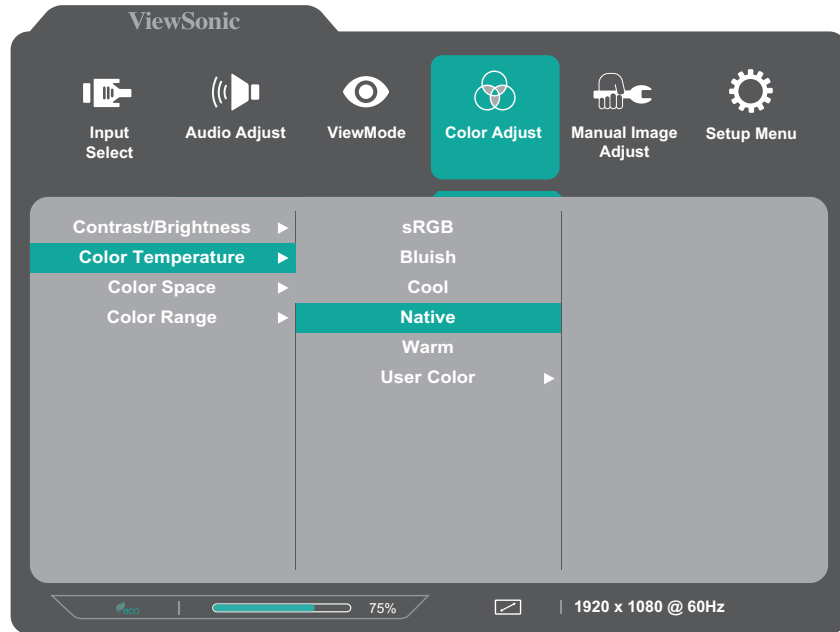 ViewSonic
Input
Select
Audio Adjust
ViewMode
Color Adjust
Manual Image
Adjust
Setup Menu
Contrast/Brightness
Color Temperature
Color Space
Color Range
sRGB
Bluish
Cool
Native
Warm
User Color
eco
75%
1920 x 1080 @ 60Hz